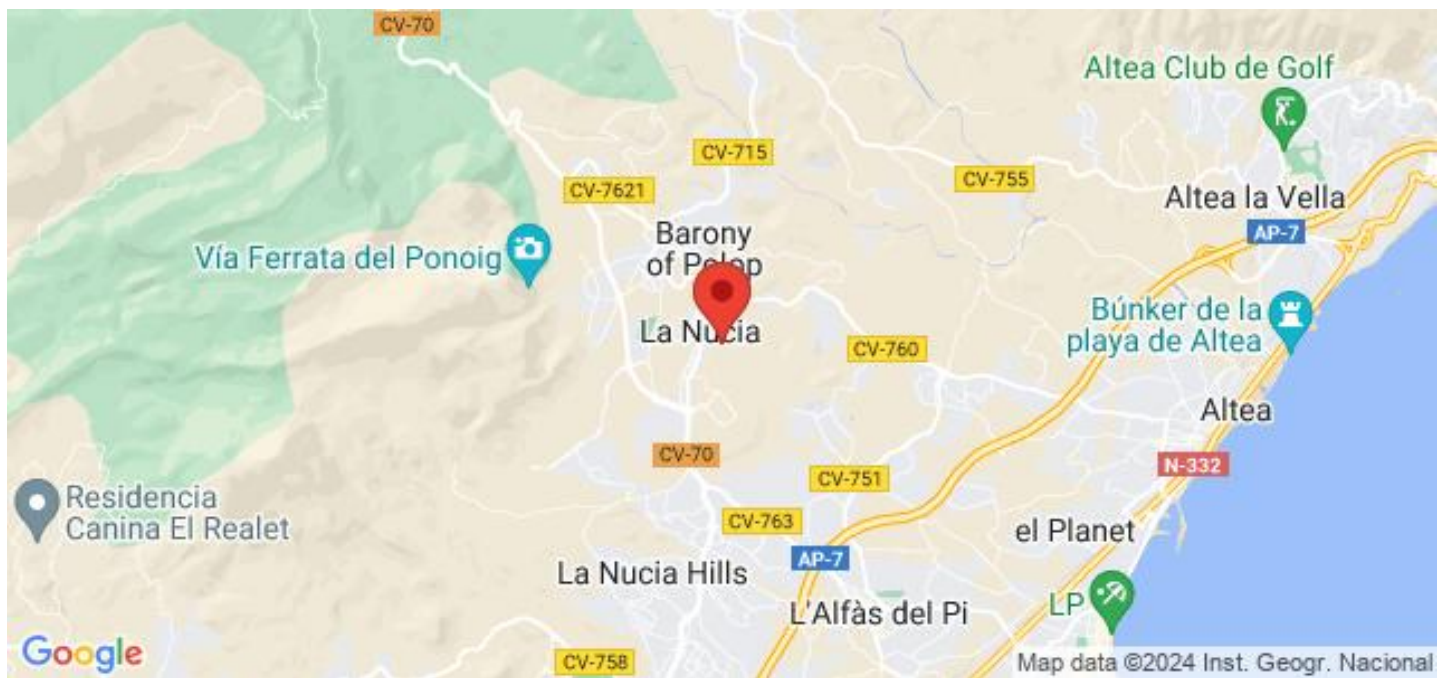 CV-70
Altea Club de Golf
CV-715
CV-755
CV-7621
Altea la Vella
AP-7
Barony
of Polop
Vía Ferrata del Ponoig
La Nucia
Búnker de la
playa de Altea
CV-760
Altea
CV-70
N-332
CV-751
Residencia
Canina El Realet
CV-763
el Planet
AP-7
La Nucia Hills
LP
L'Alfàs del Pi
Google
CV-758
Map data ©2024 Inst. Geogr. Nacional